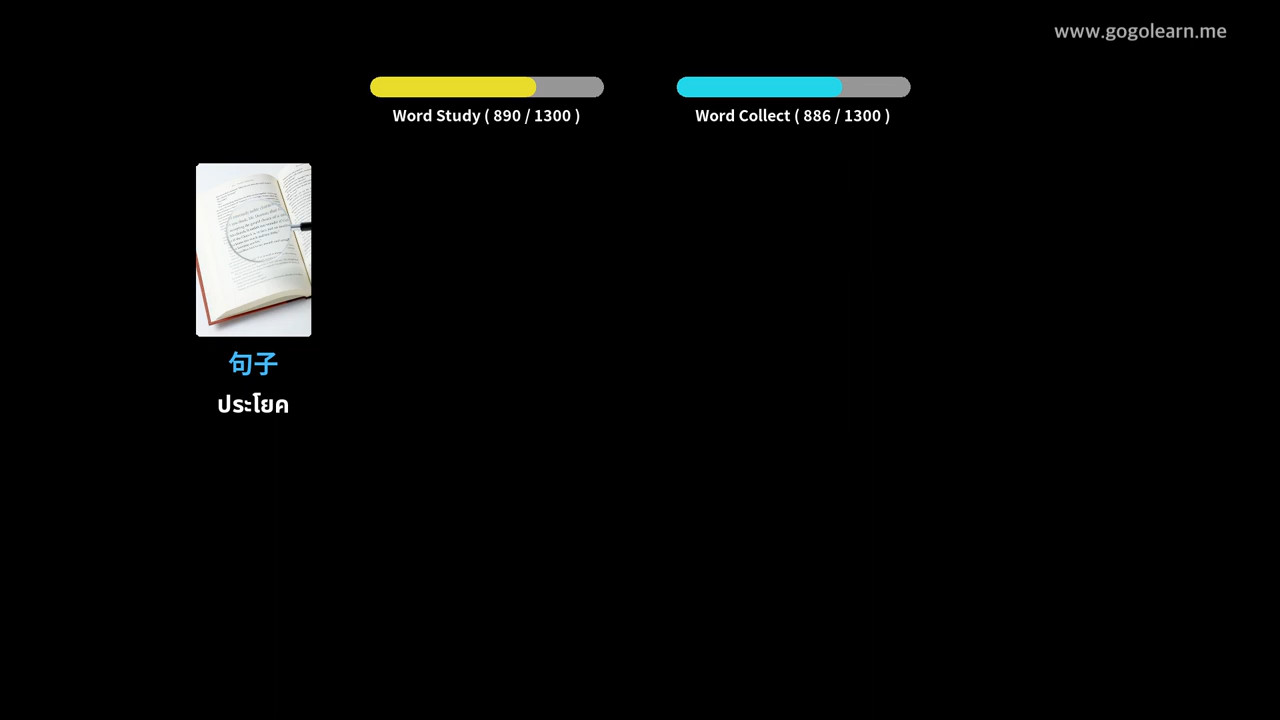 www.gogolearn.me
Word Study ( 890 / 1300 )
Word Collect ( 886 / 1300 )
句子
ประโยค